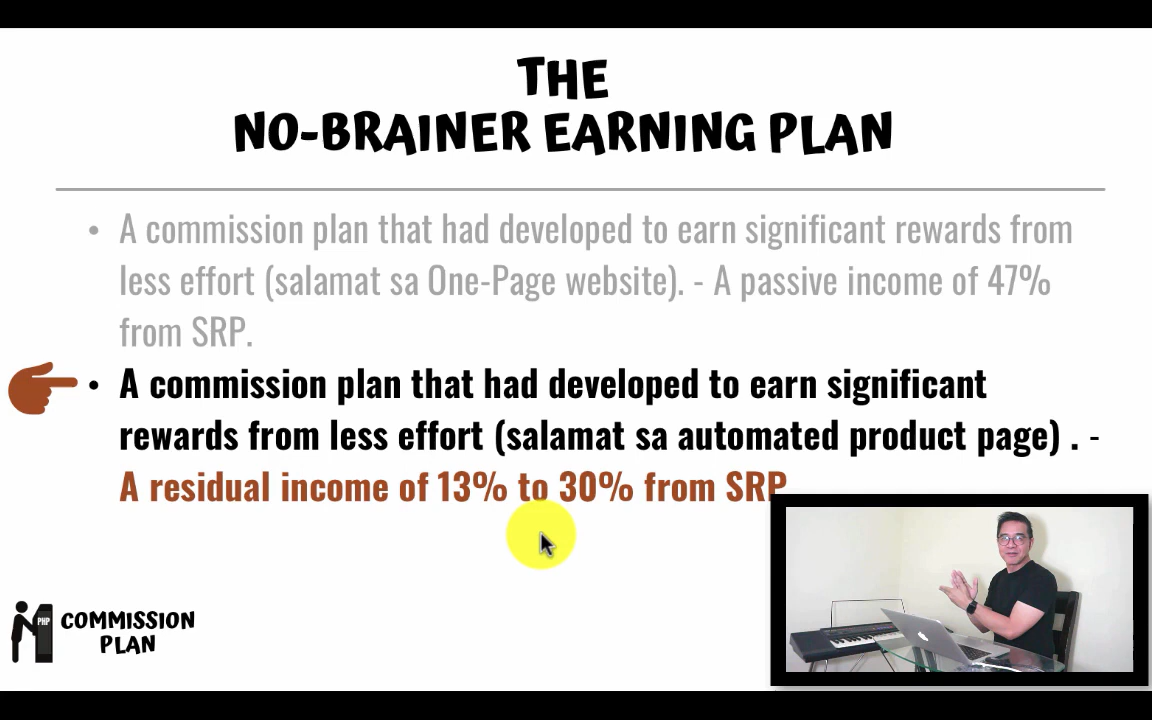 THE
NO-BRAINER EARNING PLAN
• A commission plan that had developed to earn significant rewards from
less effort (salamat sa One-Page website). - A passive income of 47%
from SRP.
• A commission plan that had developed to earn significant
rewards from less effort (salamat sa automated product page) . -
A residual income of 13% to 30% from SRP
PHP
COMMISSION
PLAN